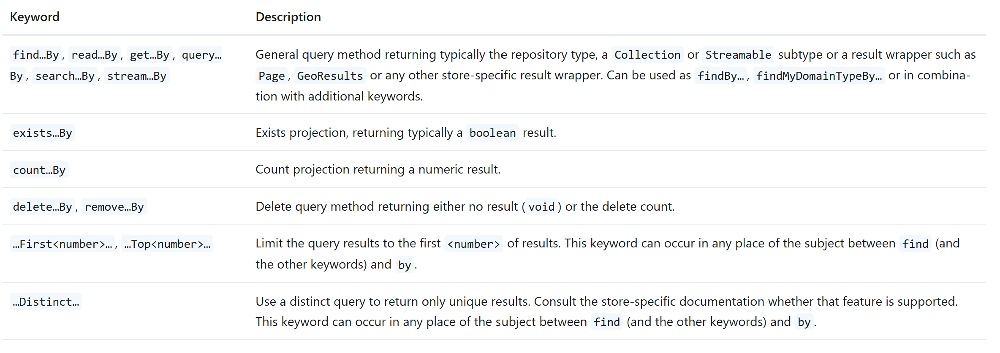 Keyword Description
find…By, read…By, get…By, query…
By, search…By, stream…By
General query method returning typically the repository type, a Collection or Streamable subtype or a result wrapper such as
Page, GeoResults or any other store-specific result wrapper. Can be used as findBy…, findMyDomainTypeBy… or in combina-
tion with additional keywords.
exists…By
Exists projection, returning typically a boolean result.
count…By
Count projection returning a numeric result.
delete…By, remove…By
Delete query method returning either no result (void) or the delete count.
…First<number>…, …Top<number>…
Limit the query results to the first <number> of results. This keyword can occur in any place of the subject between find (and
the other keywords) and by.
…Distinct…
Use a distinct query to return only unique results. Consult the store-specific documentation whether that feature is supported.
This keyword can occur in any place of the subject between find (and the other keywords) and by.